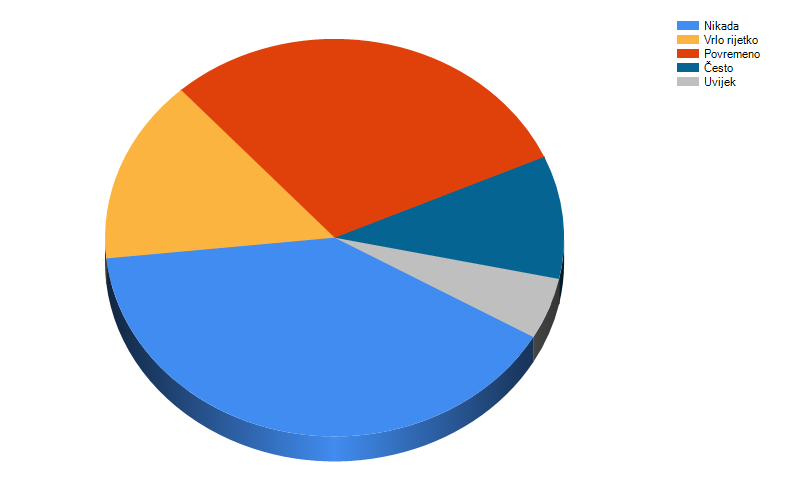 Nikada
Vrlo rijetko
Povremeno
Često
Uvijek